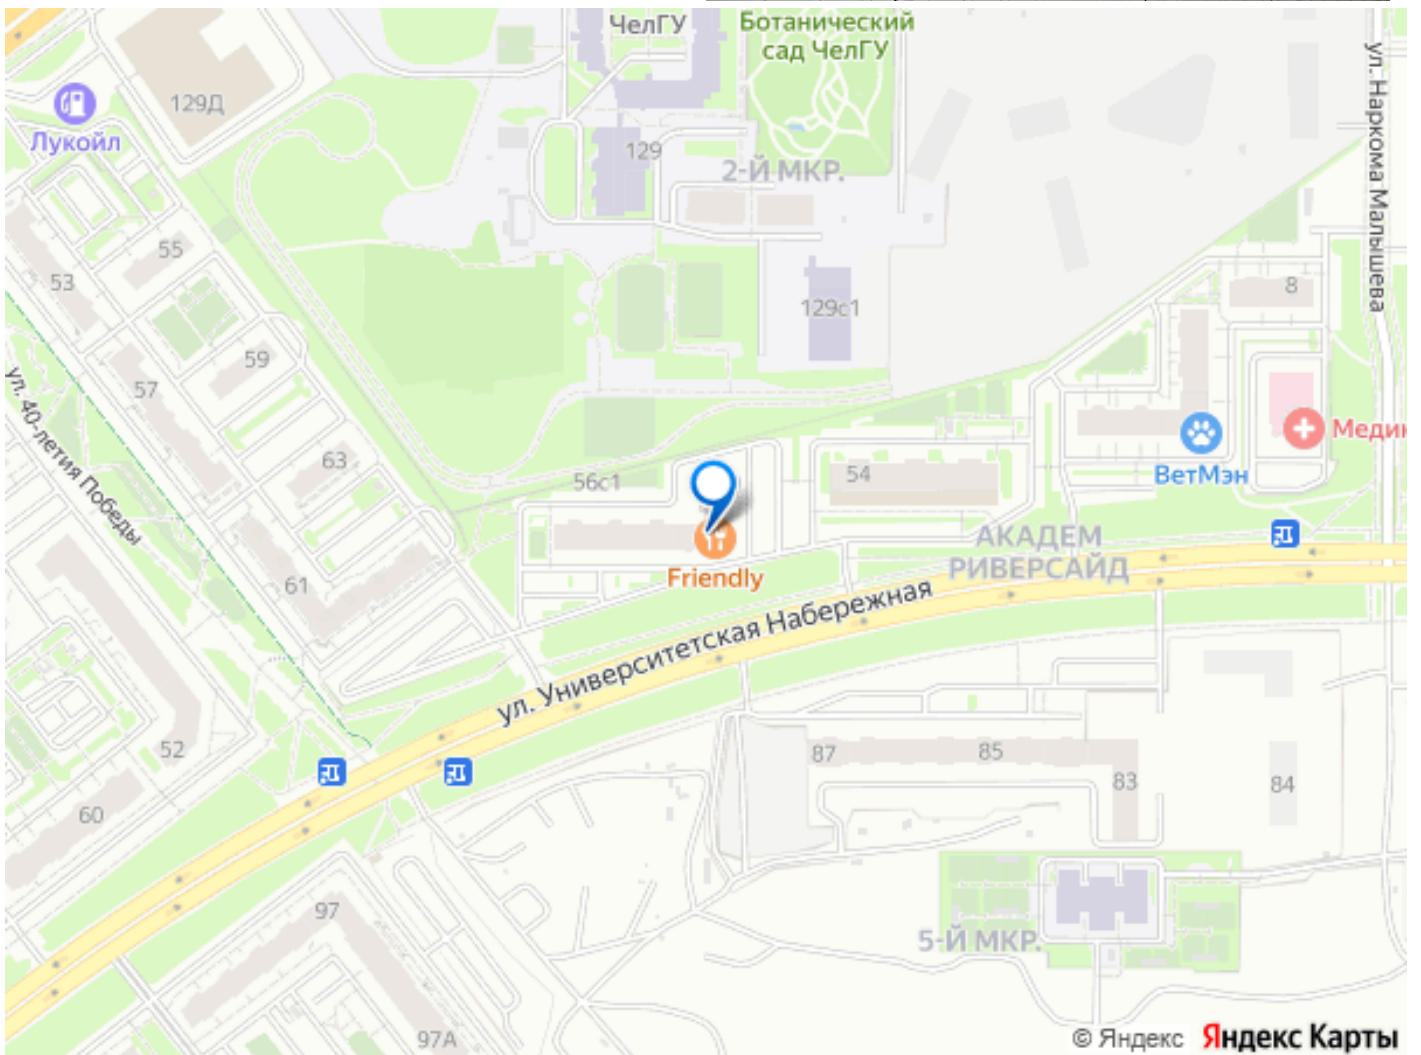 ЧелГУ
Ботанический
сад ЧелГУ
ул. Наркома Малышева
129Д
Лукойл
129
2-Й МКР.
55
53
8
129с1
59
57
ул. 40-летия Победы
Медик
63
54
ВетМэн
56с1
АКАДЕМ
РИВЕРСАЙД
Friendly
61
ул. Университетская Набережная
52
87
85
83
84
60
97
5-Й МКР.
97А
© Яндекс Яндекс Карты